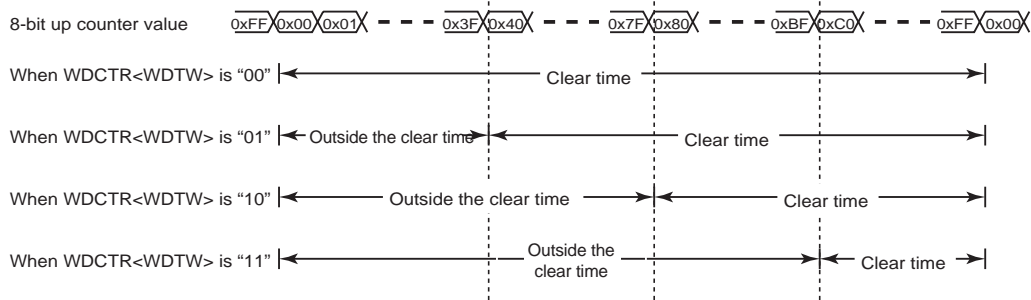 8-bit up counter value 0xFF 0x00 0x01 0x3F 0x40 0x7F 0x80 0xBF 0xC0 0xFF 0x00
When WDCTR<WDTW> is “00” Clear time
When WDCTR<WDTW> is “01” Outside the clear time Clear time
When WDCTR<WDTW> is “10” Outside the clear time Clear time
When WDCTR<WDTW> is “11” Outside the clear time Clear time